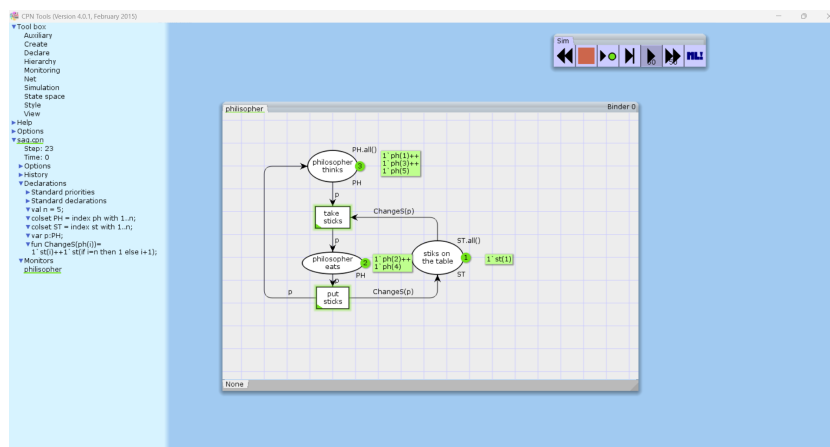 CPN Tools (Version 4.0.1, February 2015)
Tool box
Auxiliary
Create
Declare
Hierarchy
Monitoring
Net
Simulation
State space
Style
View
Help
Options
saq.cpn
Step: 23
Time: 0
Options
History
Declarations
Standard priorities
Standard declarations
val n = 5;
colset PH = index ph with 1..n;
colset ST = index st with 1..n;
var p:PH;
fun ChangeS(ph(i))=
1`st(i)++1`st(if i=n then 1 else i+1);
Monitors
philisopher
Sim
50
50
ML!
philisopher
Binder 0
PH.all()
philosopher
thinks
3
1`ph(1)++
1`ph(3)++
1`ph(5)
PH
p
take
sticks
ChangeS(p)
p
ST.all()
philosopher
eats
2
1`ph(2)++
1`ph(4)
PH
stiks on
the table
1
1`st(1)
ST
p
p
put
sticks
ChangeS(p)
None